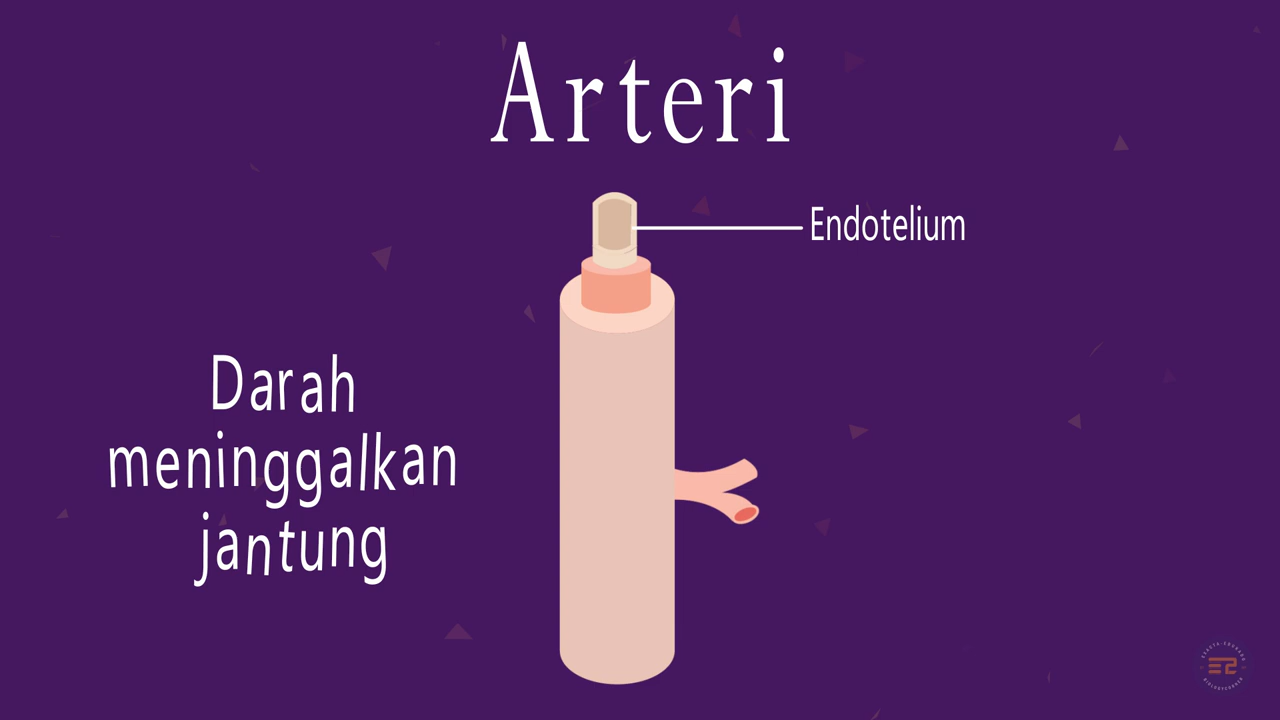 Arteri
Endotelium
Darah
meninggalkan
jantung